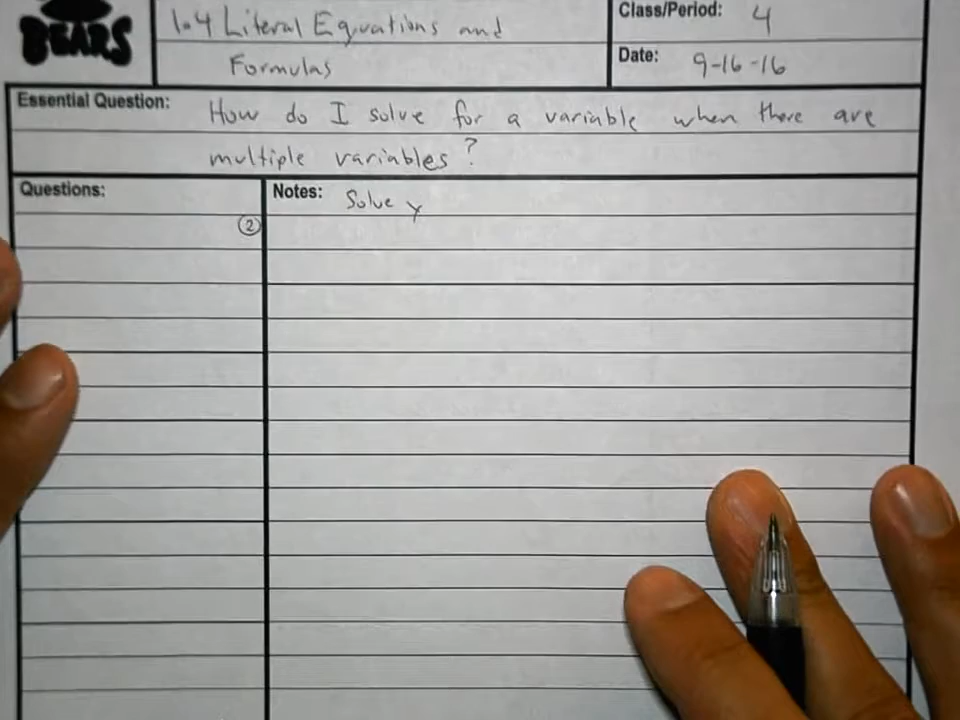 BEARS
1.4 Literal Equations and
Formulas
Class/Period: 4
Date: 9-16-16
Essential Question: How do I solve for a variable when there are
multiple variables?
Questions:
Notes: Solve y
2